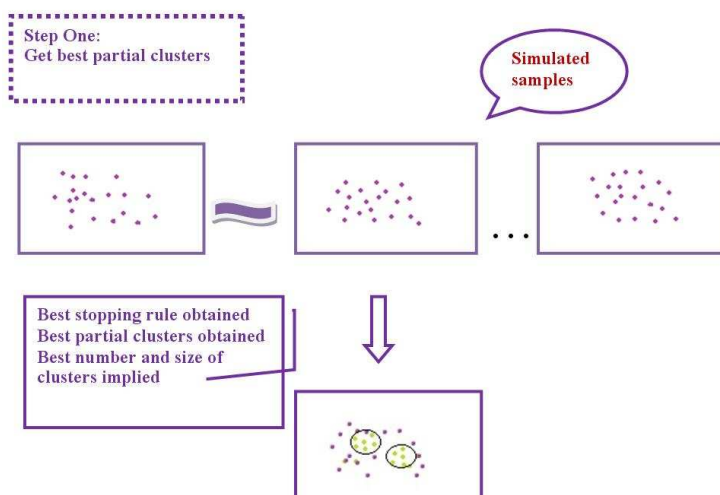 Step One:
Get best partial clusters
Simulated
samples
...
Best stopping rule obtained
Best partial clusters obtained
Best number and size of
clusters implied